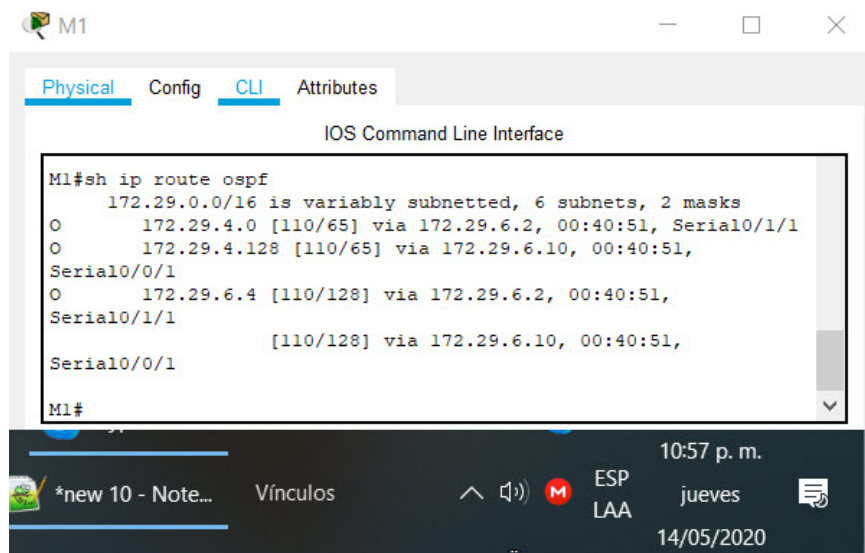 M1
Physical Config CLI Attributes
IOS Command Line Interface
M1#sh ip route ospf
172.29.0.0/16 is variably subnetted, 6 subnets, 2 masks
O 172.29.4.0 [110/65] via 172.29.6.2, 00:40:51, Serial0/1/1
O 172.29.4.128 [110/65] via 172.29.6.10, 00:40:51,
Serial0/0/1
O 172.29.6.4 [110/128] via 172.29.6.2, 00:40:51,
Serial0/1/1
[110/128] via 172.29.6.10, 00:40:51,
Serial0/0/1
M1#
10:57 p. m.
*new 10 - Note... Vínculos M ESP jueves
LAA
14/05/2020